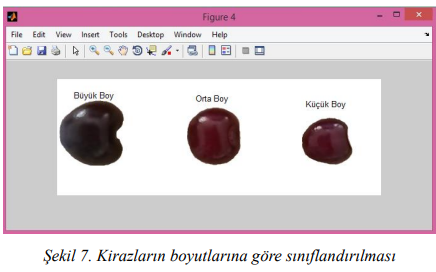 Figure 4
File Edit View Insert Tools Desktop Window Help
Büyük Boy
Orta Boy
Küçük Boy
Şekil 7. Kirazların boyutlarına göre sınıflandırılması